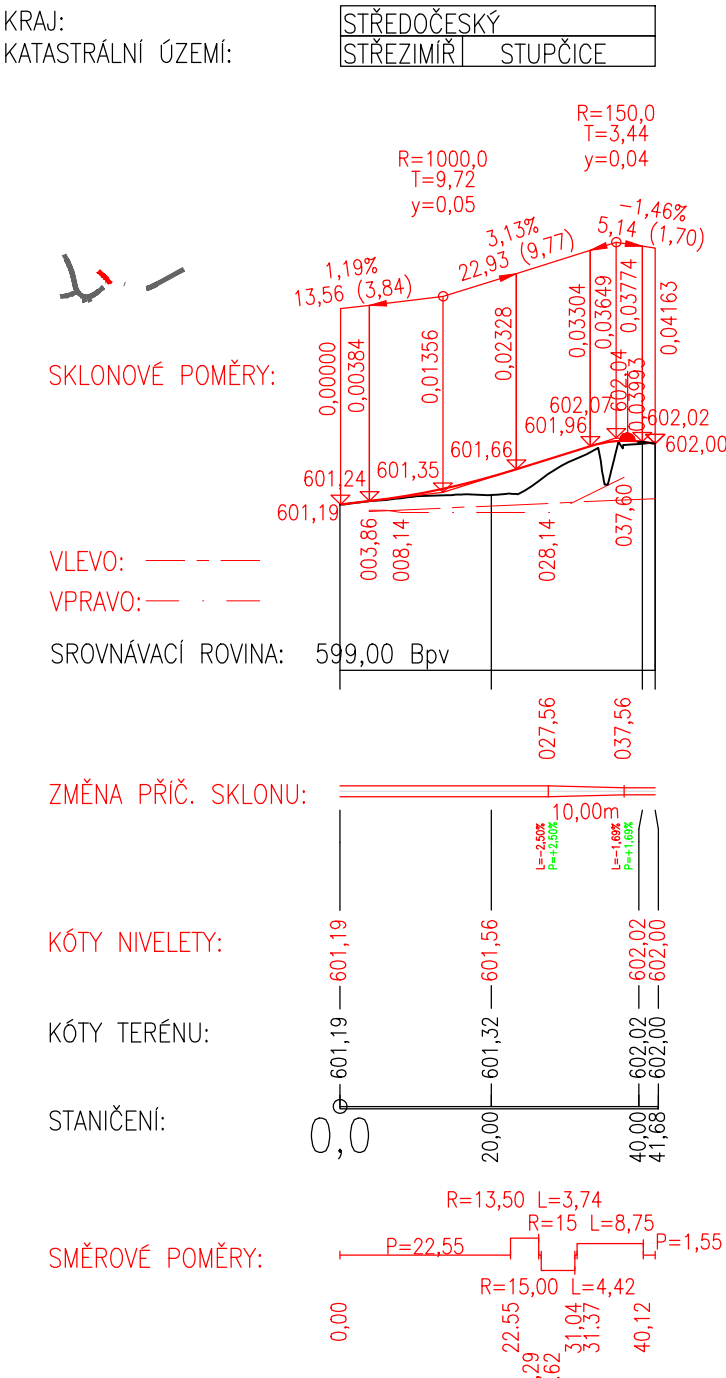 KRAJ: STŘEDOČESKÝ
KATASTRÁLNÍ ÚZEMÍ: STŘEZIMÍŘ STUPČICE
R=150,0
T=3,44
y=0,04
R=1000,0
T=9,72
y=0,05
1,19%
13,56 (3,84)
3,13%
22,93 (9,77)
-1,46%
5,14 (1,70)
SKLONOVÉ POMĚRY:
0,00000
0,00384
0,01356
0,02328
0,03304
0,03649
0,03774
0,03993
0,04163
601,19
601,24
601,35
601,66
601,96
602,07
602,04
602,02
602,00
003,86
008,14
028,14
037,60
VLEVO:
VPRAVO:
SROVNÁVACÍ ROVINA: 599,00 Bpv
027,56
037,56
ZMĚNA PŘÍČ. SKLONU:
10,00m
L=-2,50%
P=+2,50%
L=-1,69%
P=+1,69%
KÓTY NIVELETY: 601,19 601,56 602,02 602,00
KÓTY TERÉNU: 601,19 601,32 602,02 602,00
STANIČENÍ: 0,0 20,00 40,00 41,68
R=13,50 L=3,74
R=15 L=8,75
SMĚROVÉ POMĚRY: P=22,55 P=1,55
R=15,00 L=4,42
0,00
22.55
31,04
31.37
40,12